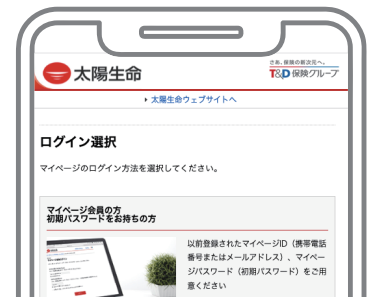 太陽生命
さあ、保険の新次元へ。
T&D 保険グループ
太陽生命ウェブサイトへ
ログイン選択
マイページのログイン方法を選択してください。
マイページ会員の方
初期パスワードをお持ちの方
以前登録されたマイページID（携帯電話
番号またはメールアドレス）、マイペー
ジパスワード（初期パスワード）をご用
意ください